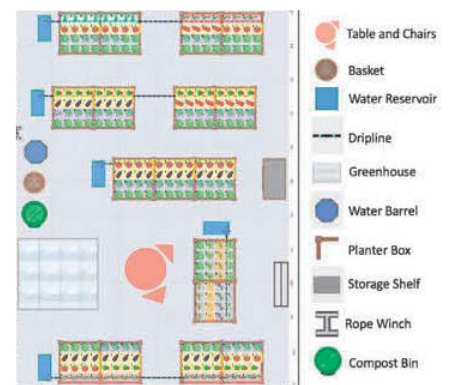 Table and Chairs
Basket
Water Reservoir
Dripline
Greenhouse
Water Barrel
Planter Box
Storage Shelf
Rope Winch
Compost Bin